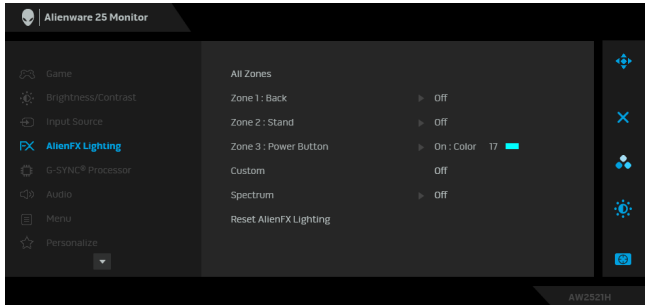 Alienware 25 Monitor
Game
All Zones
Brightness/Contrast
Zone 1 : Back Off
Input Source
Zone 2 : Stand Off
FX AlienFX Lighting
Zone 3 : Power Button On : Color 17
G-SYNC® Processor
Custom Off
Audio
Spectrum Off
Menu
Reset AlienFX Lighting
Personalize
AW2521H